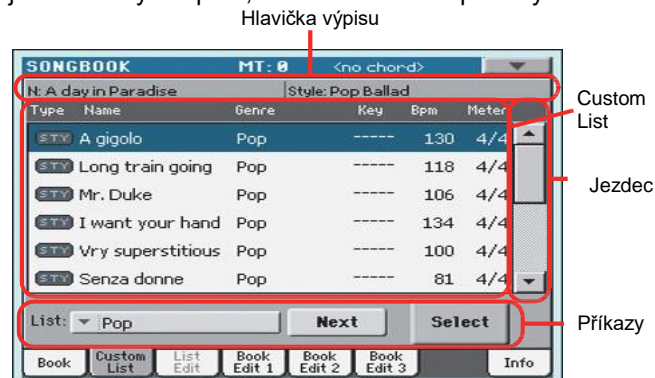 Hlavička výpisu
SONGBOOK MT: 0 <no chord>
N: A day in Paradise Style: Pop Ballad
Type Name Genre Key Bpm Meter
STY A gigolo Pop ----- 130 4/4
STY Long train going Pop ----- 118 4/4
STY Mr. Duke Pop ----- 106 4/4
STY I want your hand Pop ----- 134 4/4
STY Vry superstitious Pop ----- 100 4/4
STY Senza donne Pop ----- 81 4/4
List: Pop Next Select
Book Custom List List Edit Book Edit 1 Book Edit 2 Book Edit 3 Info
Custom
List
Jezdec
Příkazy